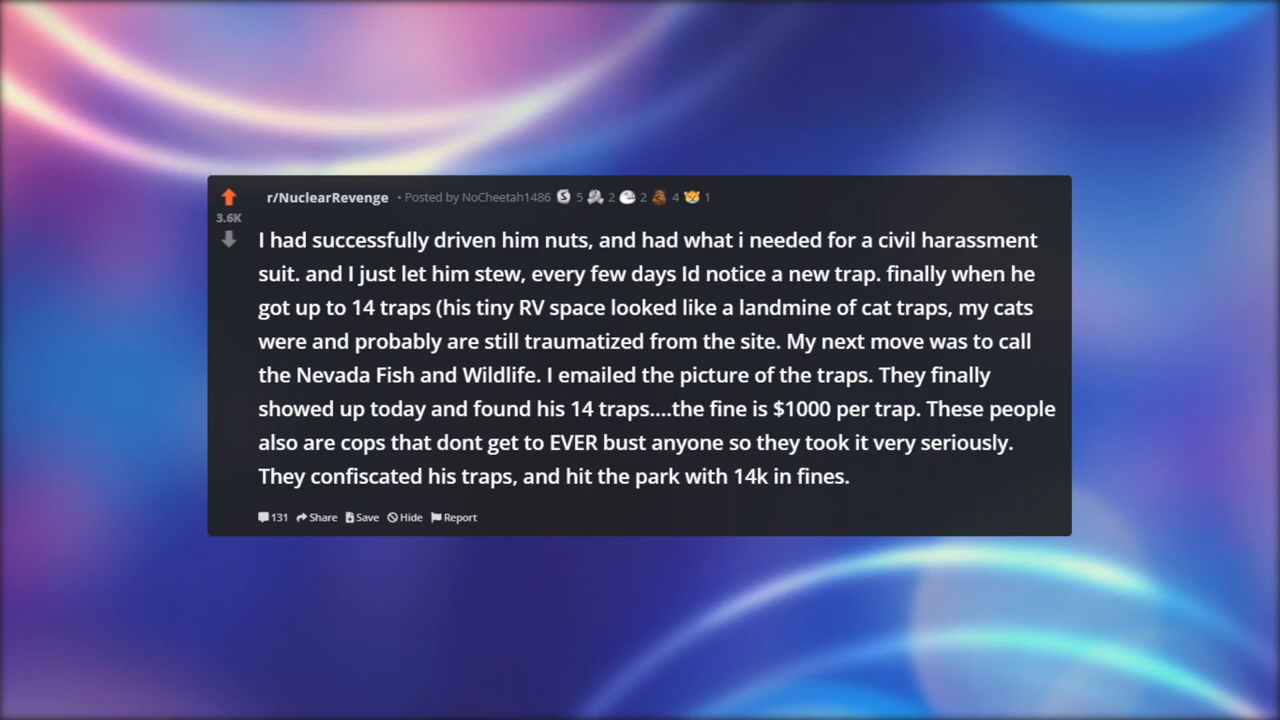 r/NuclearRevenge • Posted by NoCheetah1486 5 2 2 4 1
3.6K
I had successfully driven him nuts, and had what i needed for a civil harassment
suit. and I just let him stew, every few days Id notice a new trap. finally when he
got up to 14 traps (his tiny RV space looked like a landmine of cat traps, my cats
were and probably are still traumatized from the site. My next move was to call
the Nevada Fish and Wildlife. I emailed the picture of the traps. They finally
showed up today and found his 14 traps....the fine is $1000 per trap. These people
also are cops that dont get to EVER bust anyone so they took it very seriously.
They confiscated his traps, and hit the park with 14k in fines.
131 Share Save Hide Report